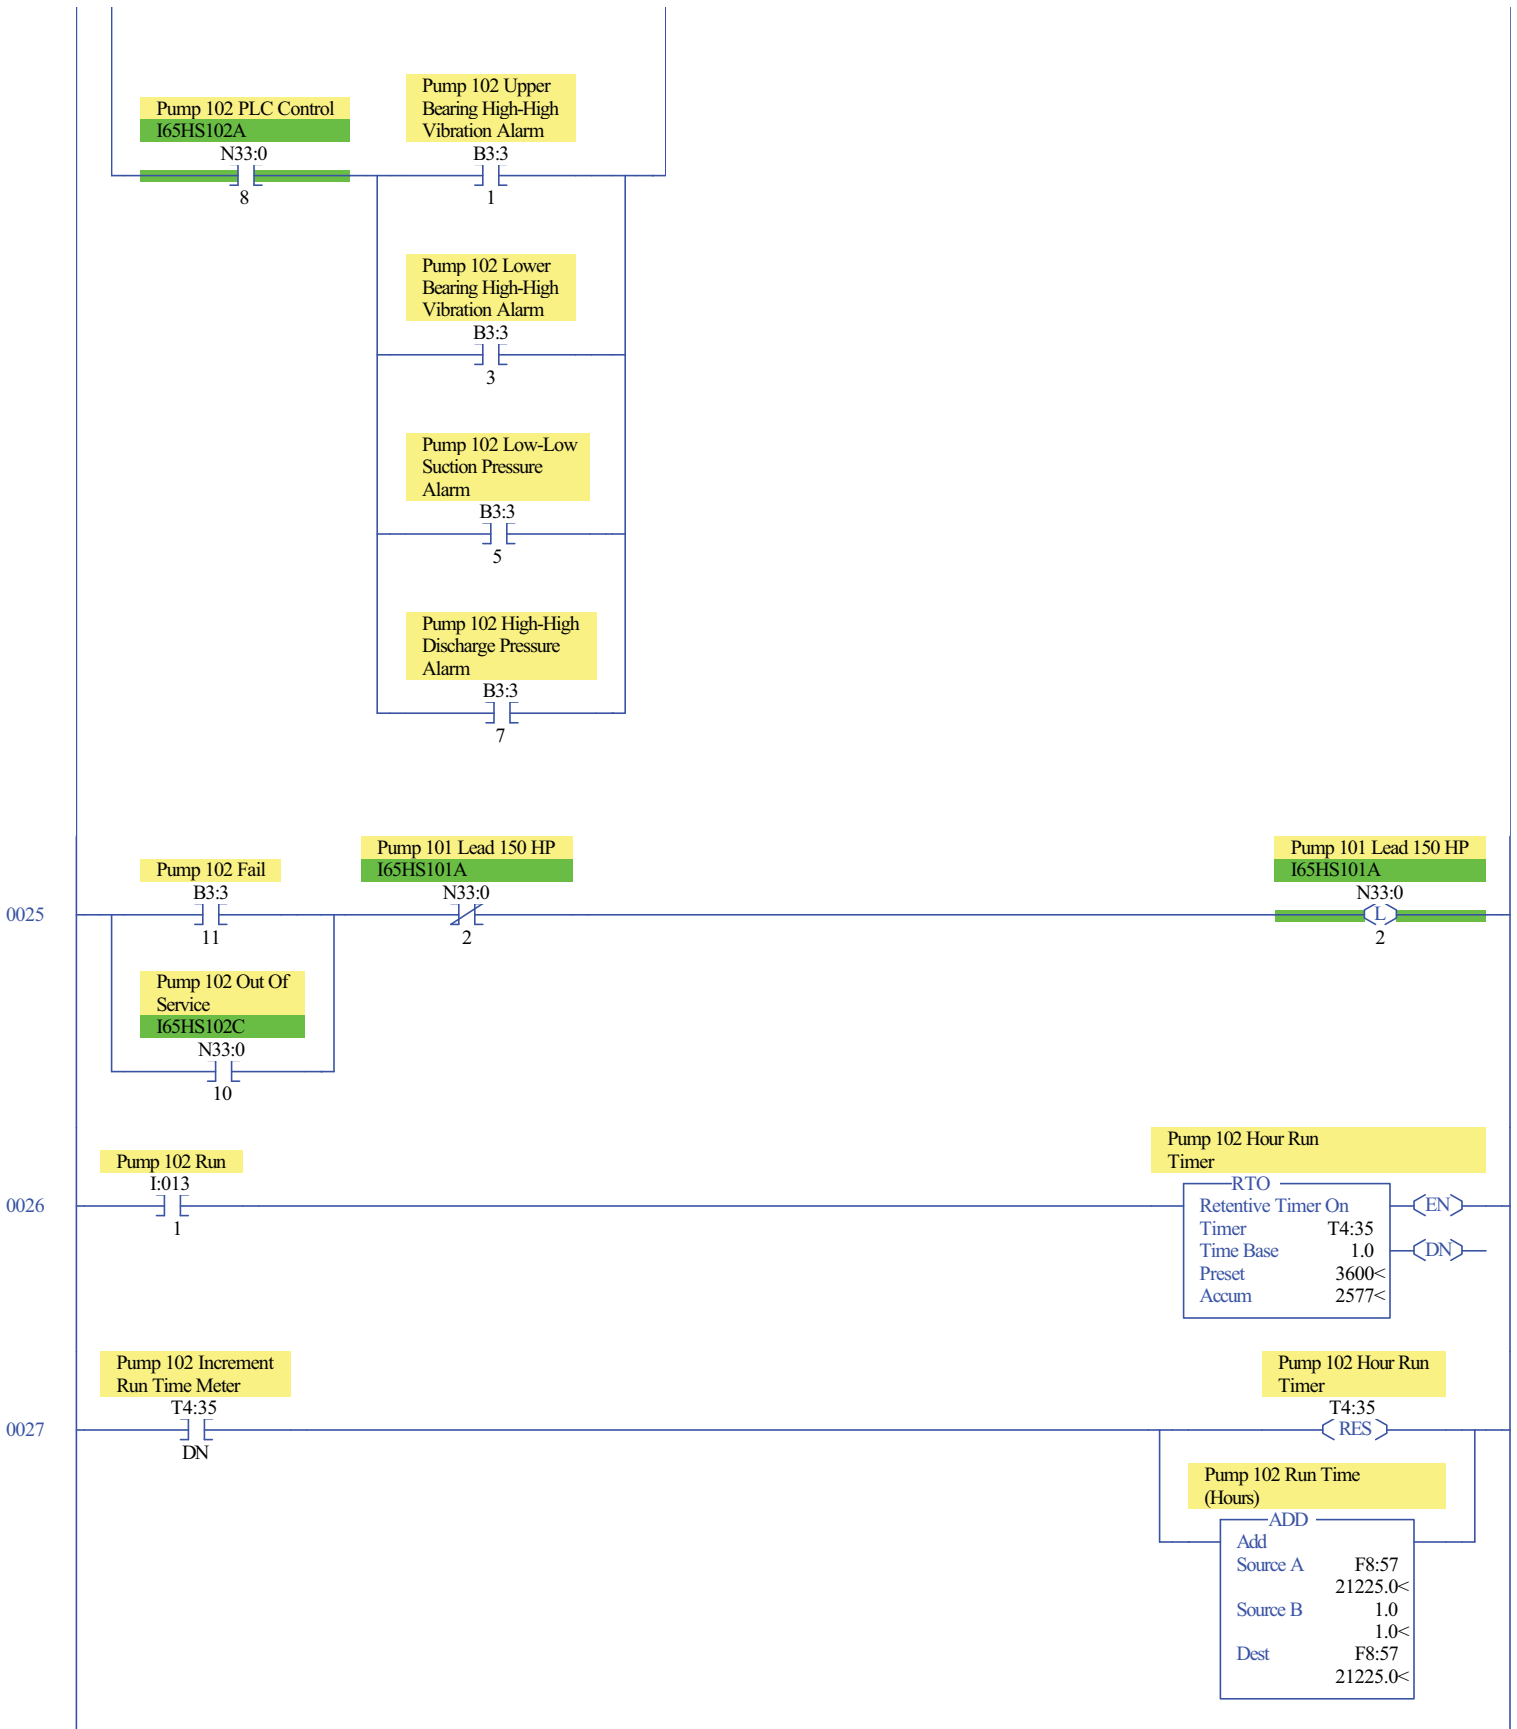 Pump 102 PLC Control
I65HS102A
N33:0
8
Pump 102 Upper
Bearing High-High
Vibration Alarm
B3:3
1
Pump 102 Lower
Bearing High-High
Vibration Alarm
B3:3
3
Pump 102 Low-Low
Suction Pressure
Alarm
B3:3
5
Pump 102 High-High
Discharge Pressure
Alarm
B3:3
7
0025
Pump 102 Fail
B3:3
11
Pump 101 Lead 150 HP
I65HS101A
N33:0
2
Pump 101 Lead 150 HP
I65HS101A
N33:0
L
2
Pump 102 Out Of
Service
I65HS102C
N33:0
10
0026
Pump 102 Run
I:013
1
Pump 102 Hour Run
Timer
RTO
Retentive Timer On
Timer T4:35
Time Base 1.0
Preset 3600<
Accum 2577<
EN
DN
0027
Pump 102 Increment
Run Time Meter
T4:35
DN
Pump 102 Hour Run
Timer
T4:35
RES
Pump 102 Run Time
(Hours)
ADD
Add
Source A F8:57
21225.0<
Source B 1.0
1.0<
Dest F8:57
21225.0<